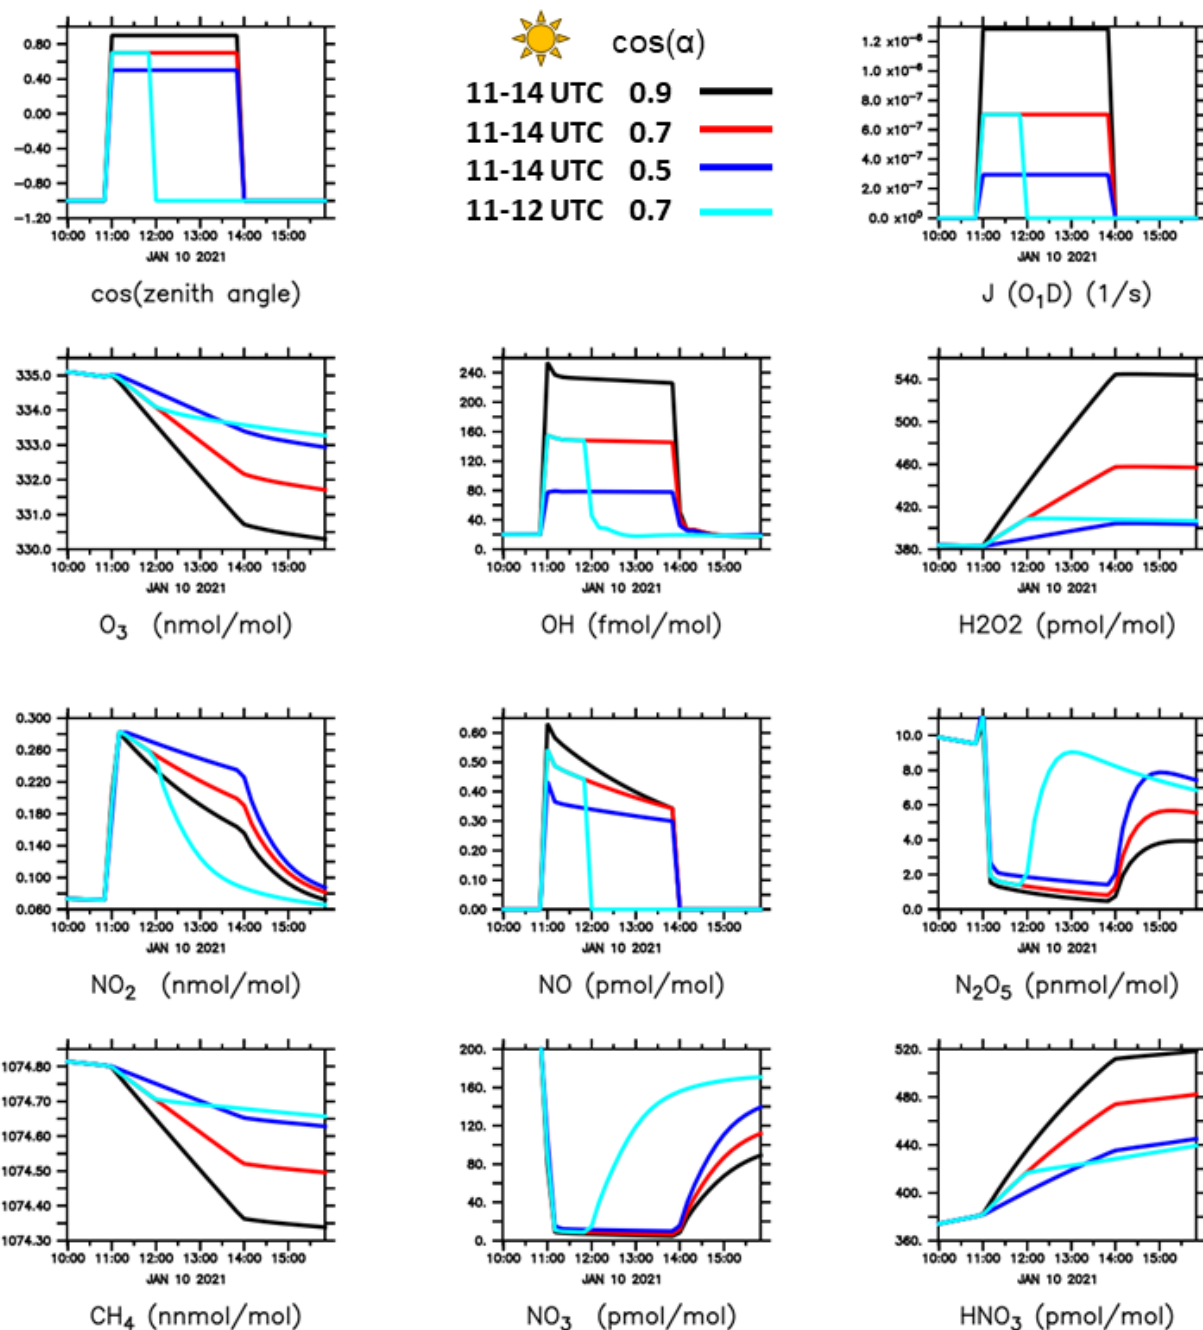 cos(α)
11-14 UTC 0.9
11-14 UTC 0.7
11-14 UTC 0.5
11-12 UTC 0.7
0.80
0.40
0.00
-0.40
-0.80
-1.20
10:00 11:00 12:00 13:00 14:00 15:00
JAN 10 2021
cos(zenith angle)
1.2 x10⁻⁶
1.0 x10⁻⁶
8.0 x10⁻⁷
6.0 x10⁻⁷
4.0 x10⁻⁷
2.0 x10⁻⁷
0.0 x10⁰
10:00 11:00 12:00 13:00 14:00 15:00
JAN 10 2021
J (O₁D) (1/s)
335.0
334.0
333.0
332.0
331.0
330.0
10:00 11:00 12:00 13:00 14:00 15:00
JAN 10 2021
O₃ (nmol/mol)
240.
200.
160.
120.
80.
40.
0.
10:00 11:00 12:00 13:00 14:00 15:00
JAN 10 2021
OH (fmol/mol)
540.
500.
460.
420.
380.
10:00 11:00 12:00 13:00 14:00 15:00
JAN 10 2021
H2O2 (pmol/mol)
0.300
0.260
0.220
0.180
0.140
0.100
0.060
10:00 11:00 12:00 13:00 14:00 15:00
JAN 10 2021
NO₂ (nmol/mol)
0.60
0.50
0.40
0.30
0.20
0.10
0.00
10:00 11:00 12:00 13:00 14:00 15:00
JAN 10 2021
NO (pmol/mol)
10.0
8.0
6.0
4.0
2.0
0.0
10:00 11:00 12:00 13:00 14:00 15:00
JAN 10 2021
N₂O₅ (pnmol/mol)
1074.80
1074.70
1074.60
1074.50
1074.40
1074.30
10:00 11:00 12:00 13:00 14:00 15:00
JAN 10 2021
CH₄ (nnmol/mol)
200.
160.
120.
80.
40.
0.
10:00 11:00 12:00 13:00 14:00 15:00
JAN 10 2021
NO₃ (pmol/mol)
520.
480.
440.
400.
360.
10:00 11:00 12:00 13:00 14:00 15:00
JAN 10 2021
HNO₃ (pmol/mol)